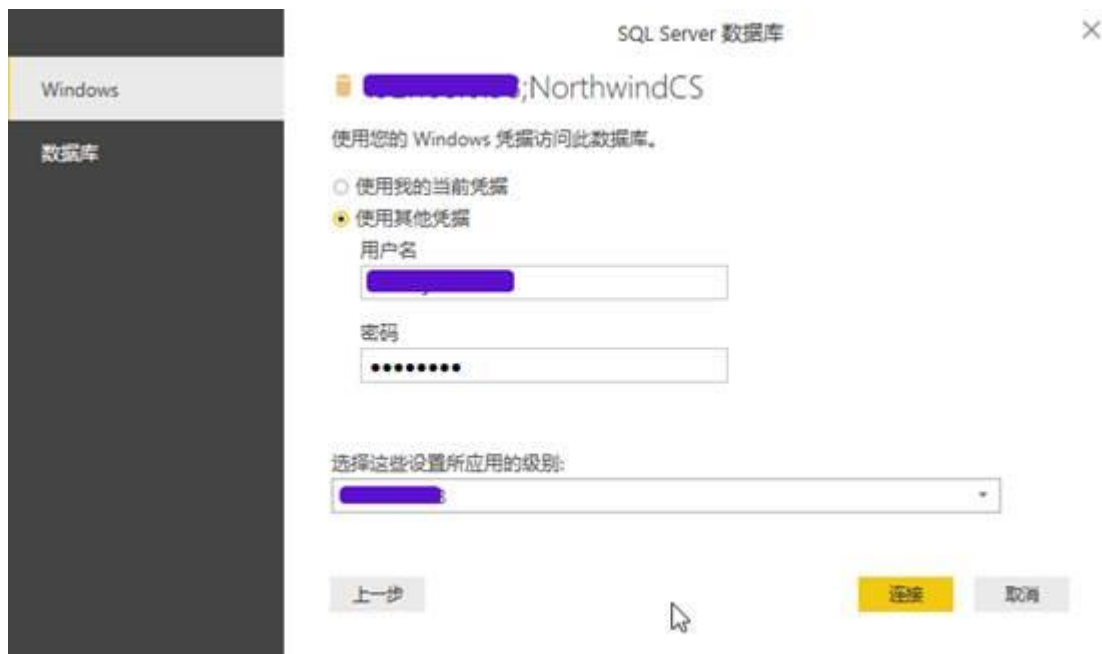 SQL Server 数据库
Windows
数据库
;NorthwindCS
使用您的 Windows 凭据访问此数据库。
使用我的当前凭据
使用其他凭据
用户名
密码
选择这些设置所应用的级别:
上一步
连接
取消